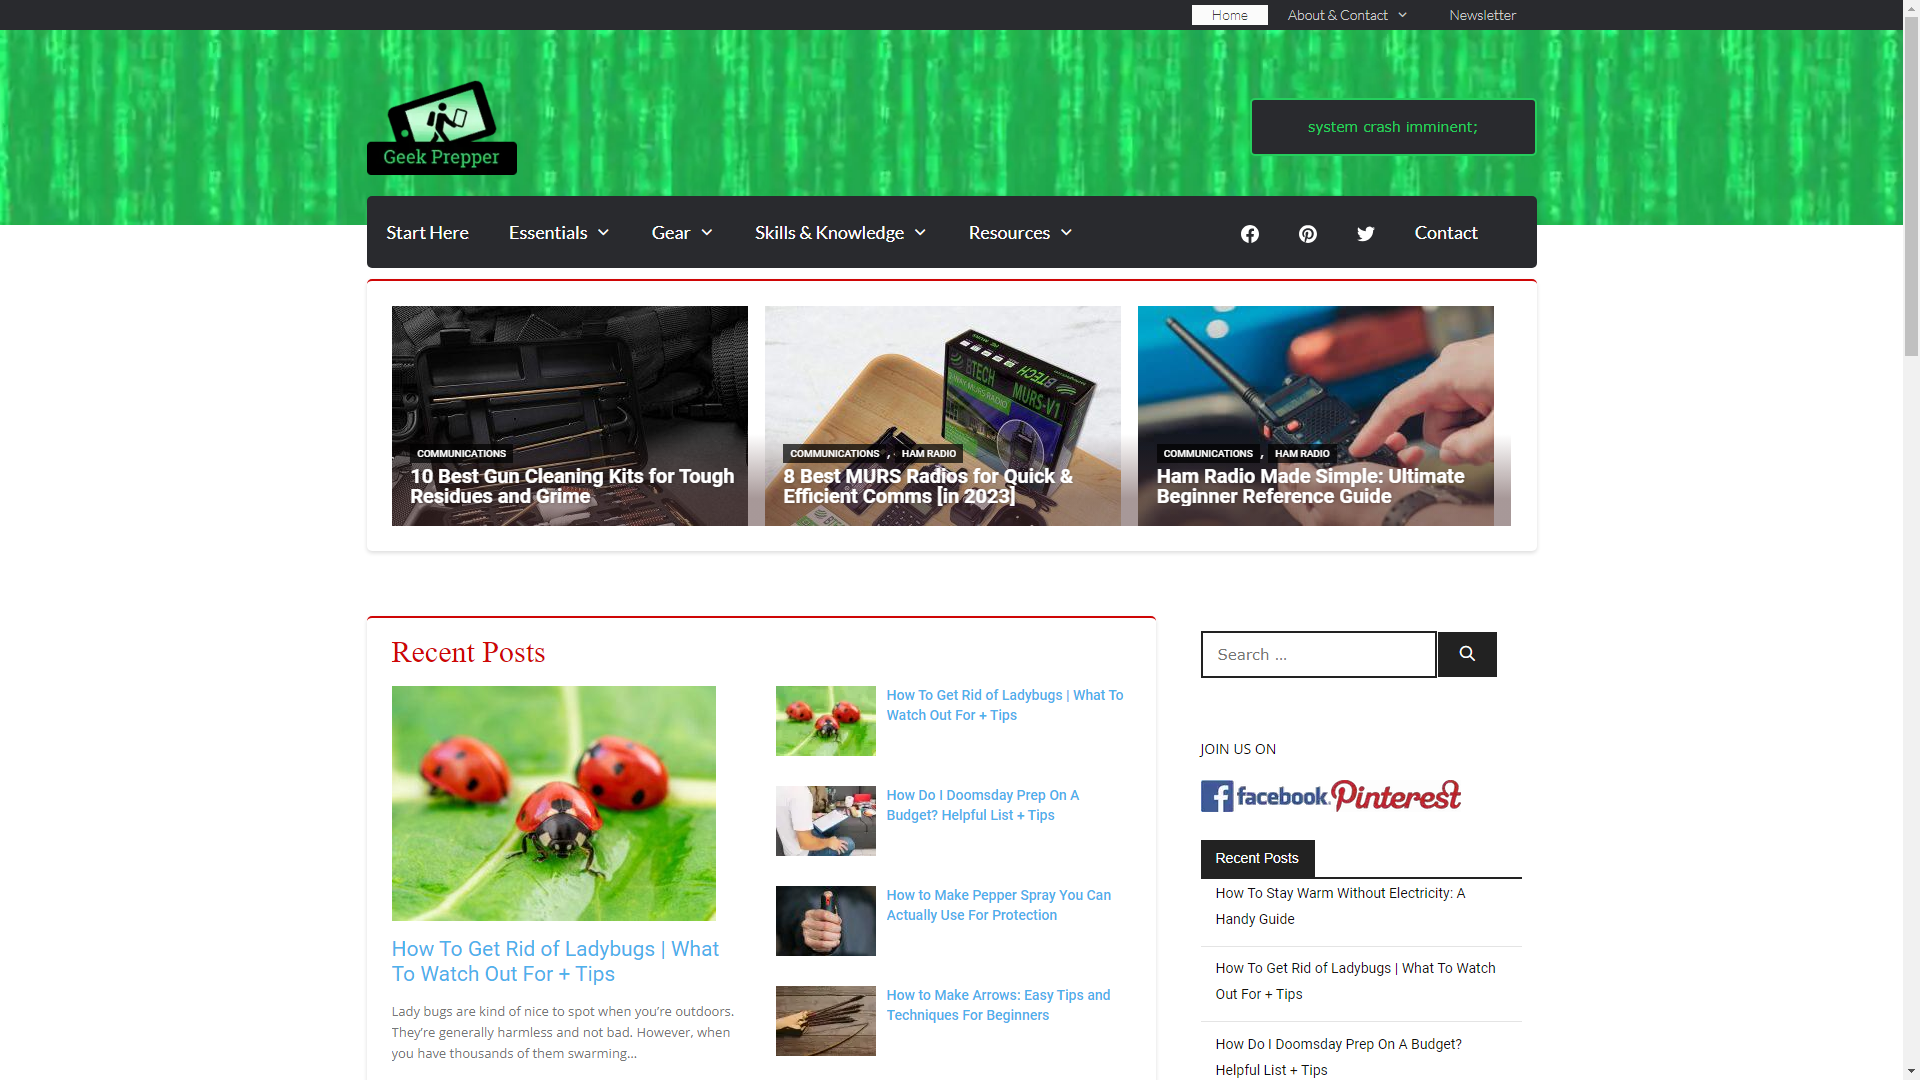 Home
About & Contact
Newsletter
Geek Prepper
system crash imminent;
Start Here
Essentials
Gear
Skills & Knowledge
Resources
Contact
COMMUNICATIONS
10 Best Gun Cleaning Kits for Tough
Residues and Grime
BTECH
BTECH
MURS-V1
MURS RADIO
COMMUNICATIONS , HAM RADIO
8 Best MURS Radios for Quick &
Efficient Comms [in 2023]
COMMUNICATIONS , HAM RADIO
Ham Radio Made Simple: Ultimate
Beginner Reference Guide
Recent Posts
How To Get Rid of Ladybugs | What
To Watch Out For + Tips
Lady bugs are kind of nice to spot when you’re outdoors.
They’re generally harmless and not bad. However, when
you have thousands of them swarming...
How To Get Rid of Ladybugs | What To
Watch Out For + Tips
How Do I Doomsday Prep On A
Budget? Helpful List + Tips
How to Make Pepper Spray You Can
Actually Use For Protection
How to Make Arrows: Easy Tips and
Techniques For Beginners
Search ...
JOIN US ON
facebook.
Pinterest
Recent Posts
How To Stay Warm Without Electricity: A
Handy Guide
How To Get Rid of Ladybugs | What To Watch
Out For + Tips
How Do I Doomsday Prep On A Budget?
Helpful List + Tips